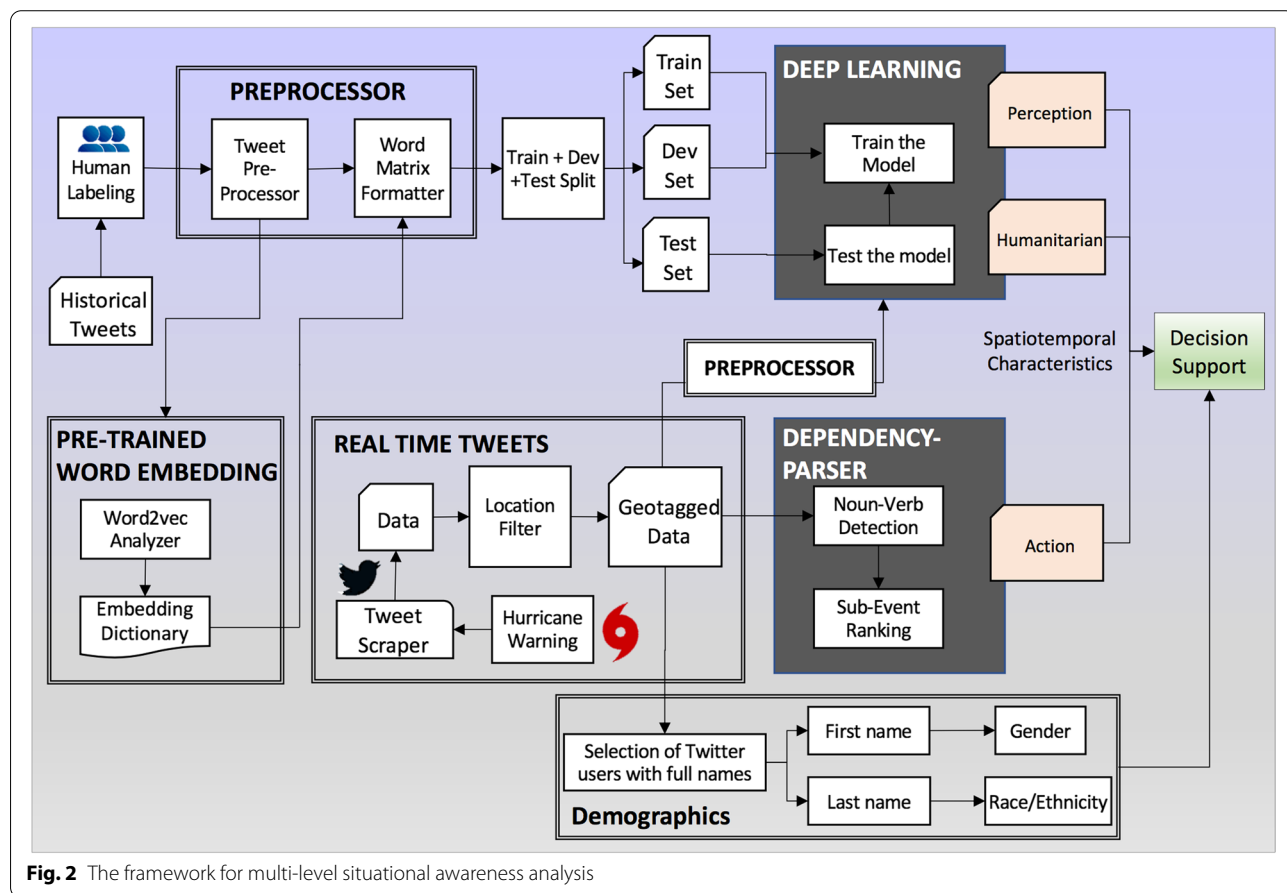 PREPROCESSOR
Human
Labeling
Tweet
Pre-
Processor
Word
Matrix
Formatter
Train + Dev
+Test Split
Train
Set
Dev
Set
Test
Set
DEEP LEARNING
Train the
Model
Test the model
Perception
Humanitarian
Historical
Tweets
Spatiotemporal
Characteristics
Decision
Support
PREPROCESSOR
PRE-TRAINED
WORD EMBEDDING
Word2vec
Analyzer
Embedding
Dictionary
REAL TIME TWEETS
Data
Location
Filter
Geotagged
Data
Tweet
Scraper
Hurricane
Warning
DEPENDENCY-
PARSER
Noun-Verb
Detection
Sub-Event
Ranking
Action
Selection of Twitter
users with full names
First name
Gender
Last name
Race/Ethnicity
Demographics
Fig. 2 The framework for multi-level situational awareness analysis